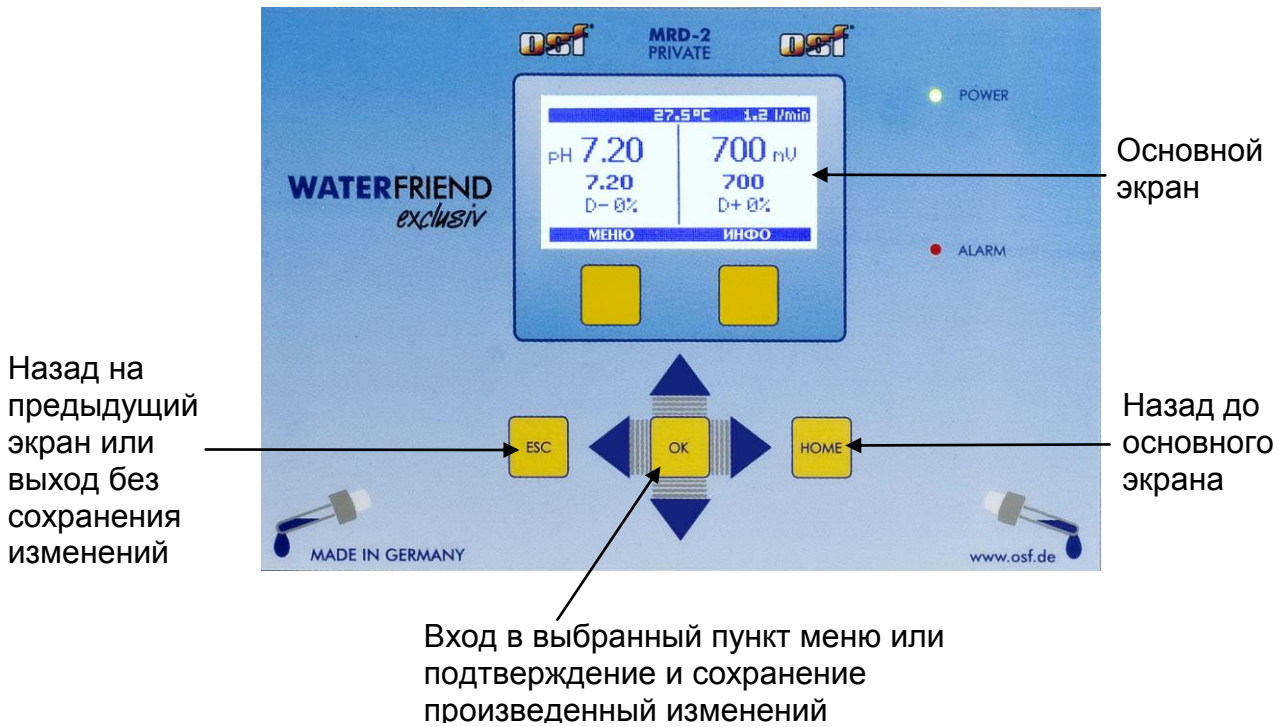 osf MRD-2 osf
PRIVATE
POWER
27.5°C 1.2 l/min
pH 7.20 700 mV
7.20 700
D- 0% D+ 0%
МЕНЮ ИНФО
WATERFRIEND
exclusiv
ALARM
Основной
экран
Назад на
предыдущий
экран или
выход без
сохранения
изменений
ESC OK HOME
Назад до
основного
экрана
MADE IN GERMANY www.osf.de
Вход в выбранный пункт меню или
подтверждение и сохранение
произведенный изменений